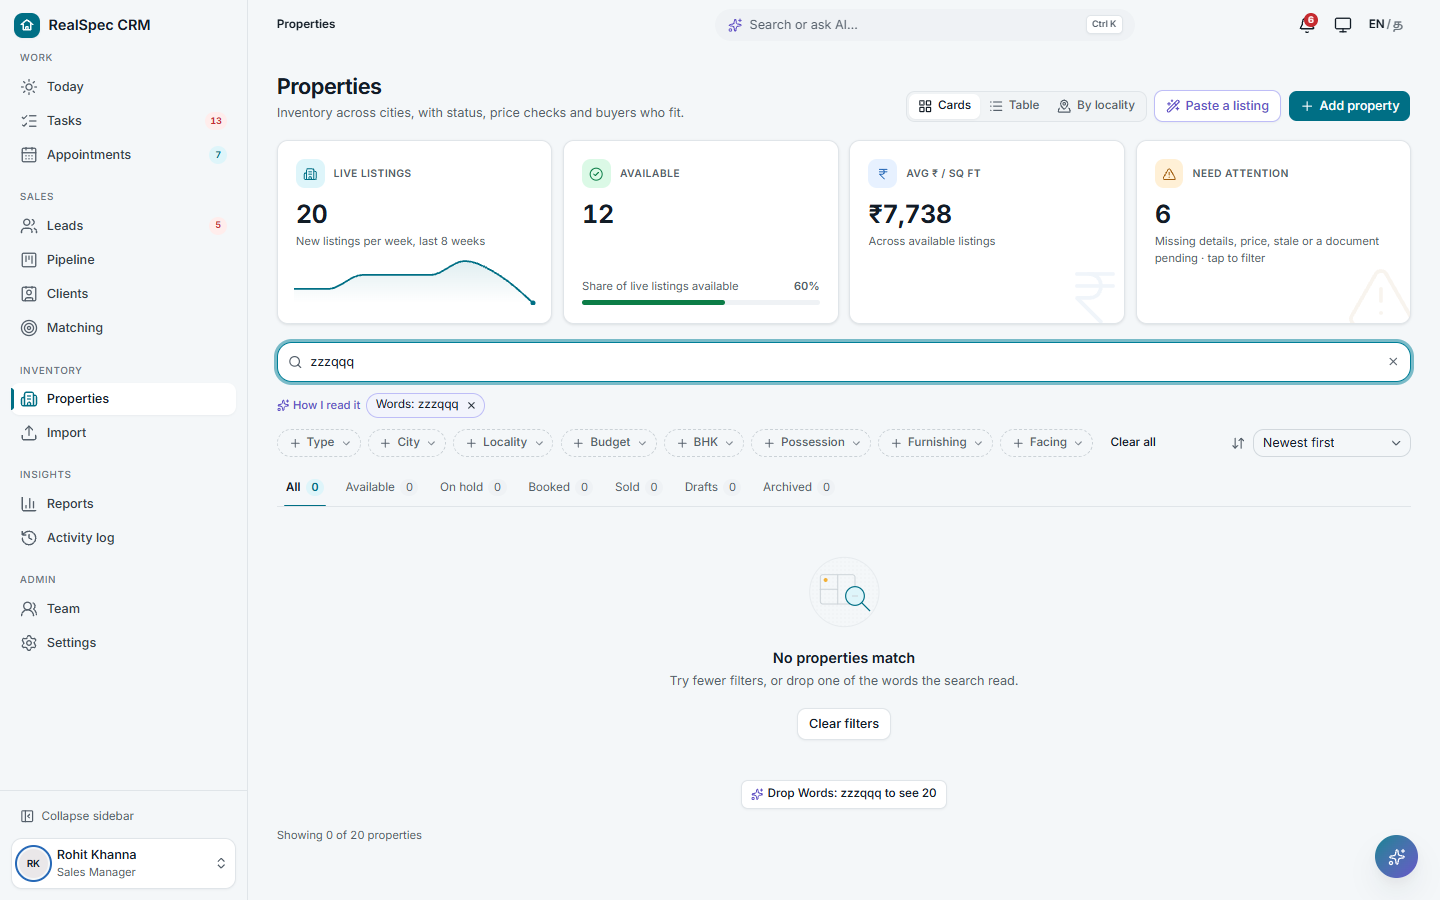 RealSpec CRM
WORK
Today
Tasks 13
Appointments 7
SALES
Leads 5
Pipeline
Clients
Matching
INVENTORY
Properties
Import
INSIGHTS
Reports
Activity log
ADMIN
Team
Settings
Collapse sidebar
RK
Rohit Khanna
Sales Manager
Properties
Search or ask AI...
Ctrl K
6
EN / த
Properties
Inventory across cities, with status, price checks and buyers who fit.
Cards
Table
By locality
Paste a listing
Add property
LIVE LISTINGS
20
New listings per week, last 8 weeks
AVAILABLE
12
Share of live listings available 60%
₹ AVG ₹ / SQ FT
₹7,738
Across available listings
₹
NEED ATTENTION
6
Missing details, price, stale or a document
pending · tap to filter
zzzqqq
How I read it Words: zzzqqq
Type
City
Locality
Budget
BHK
Possession
Furnishing
Facing
Clear all
Newest first
All 0
Available 0
On hold 0
Booked 0
Sold 0
Drafts 0
Archived 0
No properties match
Try fewer filters, or drop one of the words the search read.
Clear filters
Drop Words: zzzqqq to see 20
Showing 0 of 20 properties